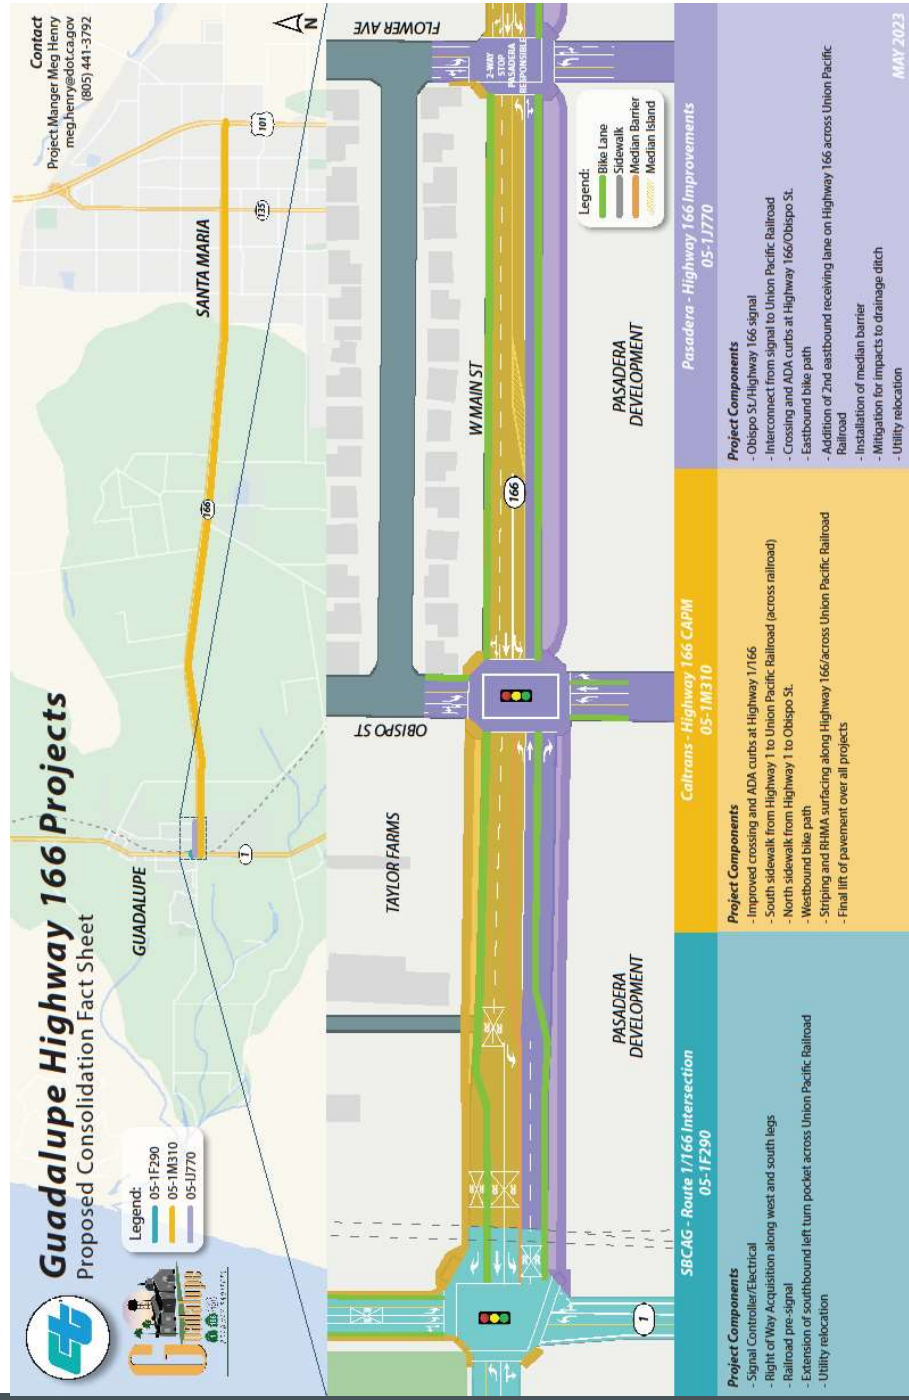 Guadalupe Highway 166 Projects
Proposed Consolidation Fact Sheet
Contact
Project Manger Meg Henry
meg.henry@dot.ca.gov
(805) 441-3792
Guadalupe
Legend:
05-1F290
05-1M310
05-IJ770
GUADALUPE
SANTA MARIA
1
166
135
101
N
OBISPO ST
FLOWER AVE
TAYLOR FARMS
W MAIN ST
166
1
2-WAY
STOP
PASADERA
RESPONSIBLE
PASADERA
DEVELOPMENT
PASADERA
DEVELOPMENT
Legend:
Bike Lane
Sidewalk
Median Barrier
Median Island
SBCAG - Route 1/166 Intersection
05-1F290
Project Components
- Signal Controller/Electrical
- Right of Way Acquisition along west and south legs
- Railroad pre-signal
- Extension of southbound left turn pocket across Union Pacific Railroad
- Utility relocation
Caltrans - Highway 166 CAPM
05-1M310
Project Components
- Improved crossing and ADA curbs at Highway 1/166
- South sidewalk from Highway 1 to Union Pacific Railroad (across railroad)
- North sidewalk from Highway 1 to Obispo St.
- Westbound bike path
- Striping and RHMA surfacing along Highway 166/across Union Pacific Railroad
- Final lift of pavement over all projects
Pasadera - Highway 166 Improvements
05-1J770
Project Components
- Obispo St./Highway 166 signal
- Interconnect from signal to Union Pacific Railroad
- Crossing and ADA curbs at Highway 166/Obispo St.
- Eastbound bike path
- Addition of 2nd eastbound receiving lane on Highway 166 across Union Pacific
Railroad
- Installation of median barrier
- Mitigation for impacts to drainage ditch
- Utility relocation
MAY 2023